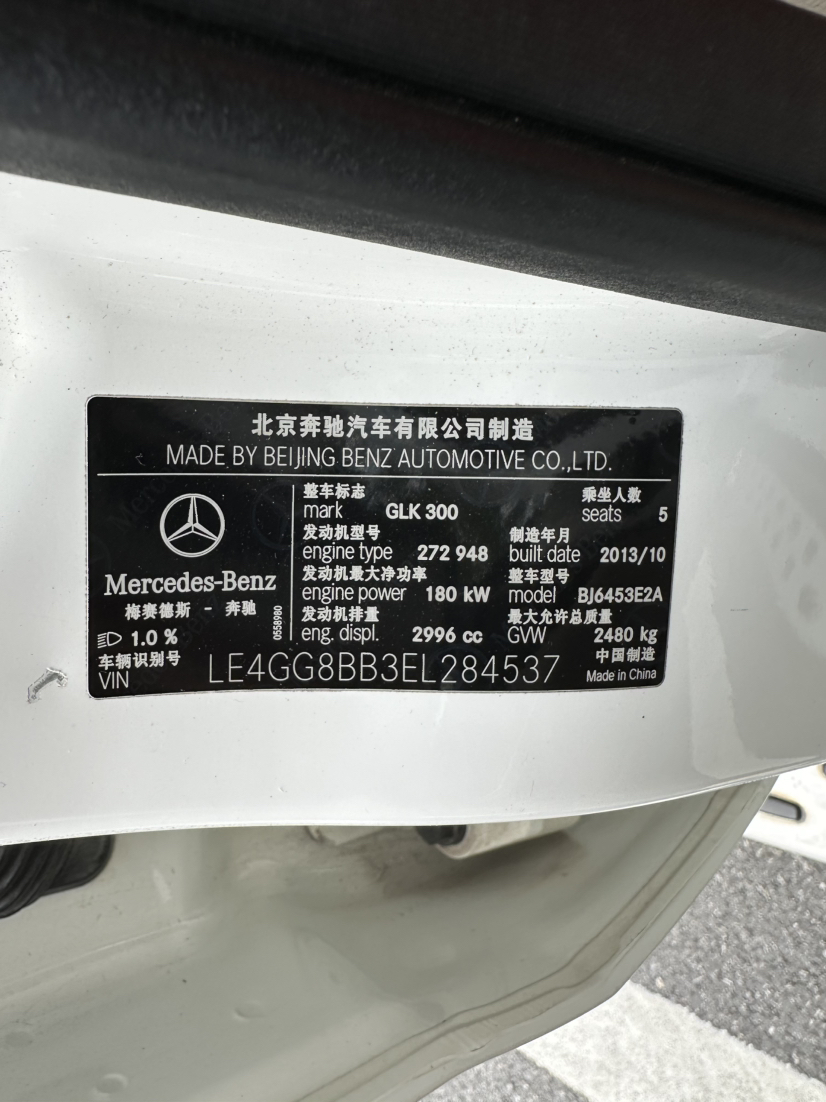 北京奔驰汽车有限公司制造
MADE BY BEIJING BENZ AUTOMOTIVE CO.,LTD.
Mercedes-Benz
梅赛德斯 - 奔驰
1.0 %
0558980
整车标志 乘坐人数
mark GLK 300 seats 5
发动机型号 制造年月
engine type 272 948 built date 2013/10
发动机最大净功率 整车型号
engine power 180 kW model BJ6453E2A
发动机排量 最大允许总质量
eng. displ. 2996 cc GVW 2480 kg
车辆识别号 中国制造
VIN LE4GG8BB3EL284537 Made in China